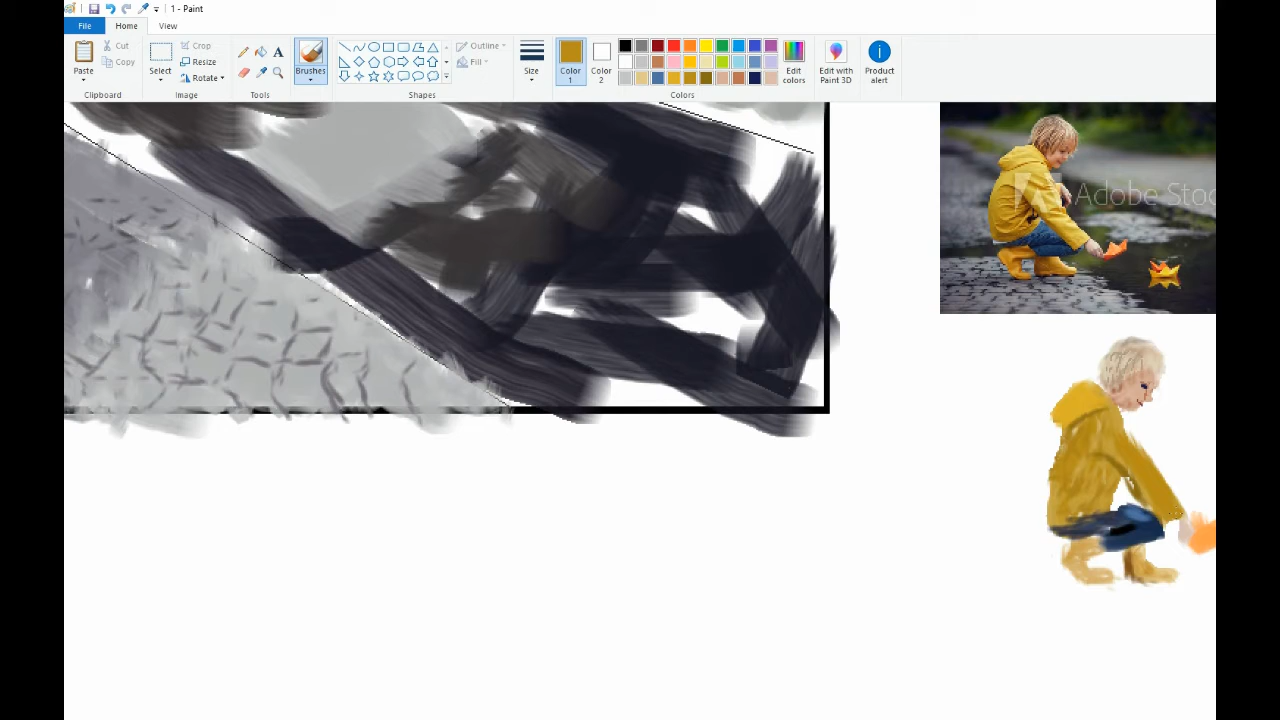 1 - Paint
File Home View
Paste
Cut
Copy
Clipboard
Select
Crop
Resize
Rotate
Image
A
Tools
Brushes
Outline
Fill
Shapes
Size
Color
1
Color
2
Edit
colors
Colors
Edit with
Paint 3D
Product
alert
Adobe Stoc